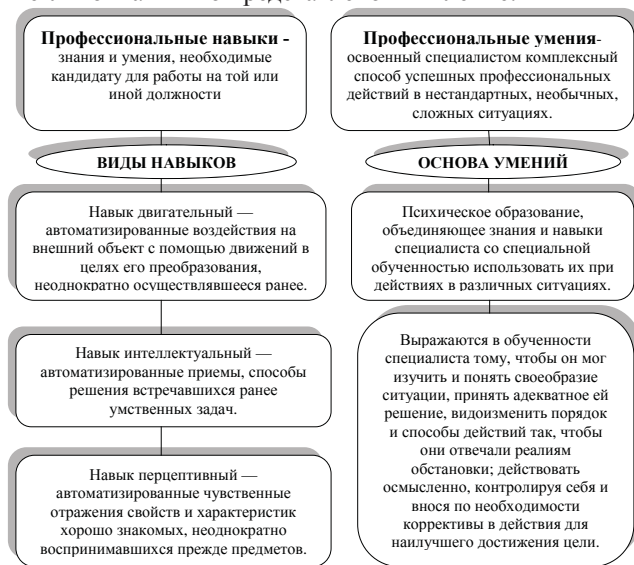 Профессиональные навыки -
знания и умения, необходимые
кандидату для работы на той или
иной должности
ВИДЫ НАВЫКОВ
Навык двигательный —
автоматизированные воздействия на
внешний объект с помощью движений в
целях его преобразования,
неоднократно осуществлявшееся ранее.
Навык интеллектуальный —
автоматизированные приемы, способы
решения встречавшихся ранее
умственных задач.
Навык перцептивный —
автоматизированные чувственные
отражения свойств и характеристик
хорошо знакомых, неоднократно
воспринимавшихся прежде предметов.
Профессиональные умения-
освоенный специалистом комплексный
способ успешных профессиональных
действий в нестандартных, необычных,
сложных ситуациях.
ОСНОВА УМЕНИЙ
Психическое образование,
объединяющее знания и навыки
специалиста со специальной
обученностью использовать их при
действиях в различных ситуациях.
Выражаются в обученности
специалиста тому, чтобы он мог
изучить и понять своеобразие
ситуации, принять адекватное ей
решение, видоизменить порядок
и способы действий так, чтобы
они отвечали реалиям
обстановки; действовать
осмысленно, контролируя себя и
внося по необходимости
коррективы в действия для
наилучшего достижения цели.